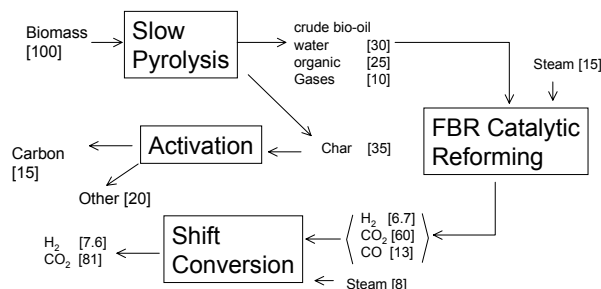 Biomass
[100]
Slow
Pyrolysis
crude bio-oil
water [30]
organic [25]
Gases [10]
Steam [15]
FBR Catalytic
Reforming
Char [35]
Activation
Carbon
[15]
Other [20]
H₂ [6.7]
CO₂ [60]
CO [13]
Shift
Conversion
H₂ [7.6]
CO₂ [81]
Steam [8]